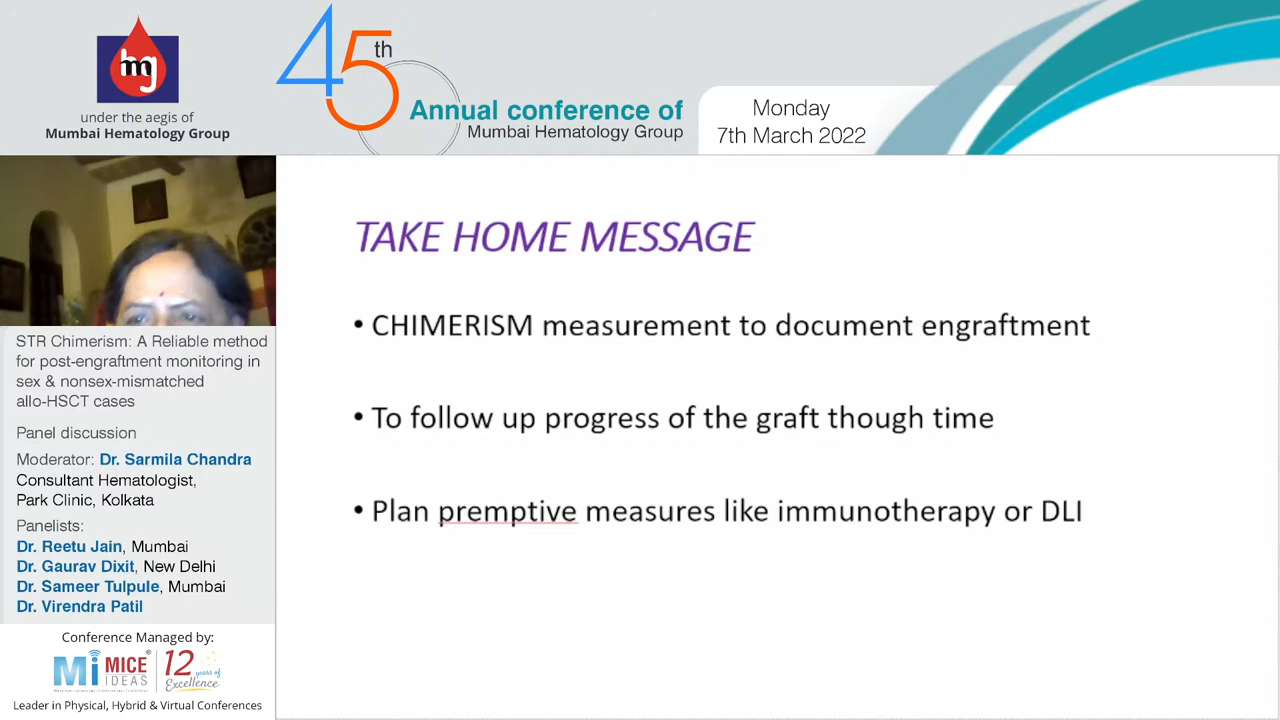 hmg
under the aegis of
Mumbai Hematology Group
45th
Annual conference of
Mumbai Hematology Group
Monday
7th March 2022
STR Chimerism: A Reliable method
for post-engraftment monitoring in
sex & nonsex-mismatched
allo-HSCT cases
Panel discussion
Moderator: Dr. Sarmila Chandra
Consultant Hematologist,
Park Clinic, Kolkata
Panelists:
Dr. Reetu Jain, Mumbai
Dr. Gaurav Dixit, New Delhi
Dr. Sameer Tulpule, Mumbai
Dr. Virendra Patil
Conference Managed by:
Mi MICE IDEAS
12 years of Excellence
Leader in Physical, Hybrid & Virtual Conferences
TAKE HOME MESSAGE
• CHIMERISM measurement to document engraftment
• To follow up progress of the graft though time
• Plan premptive measures like immunotherapy or DLI